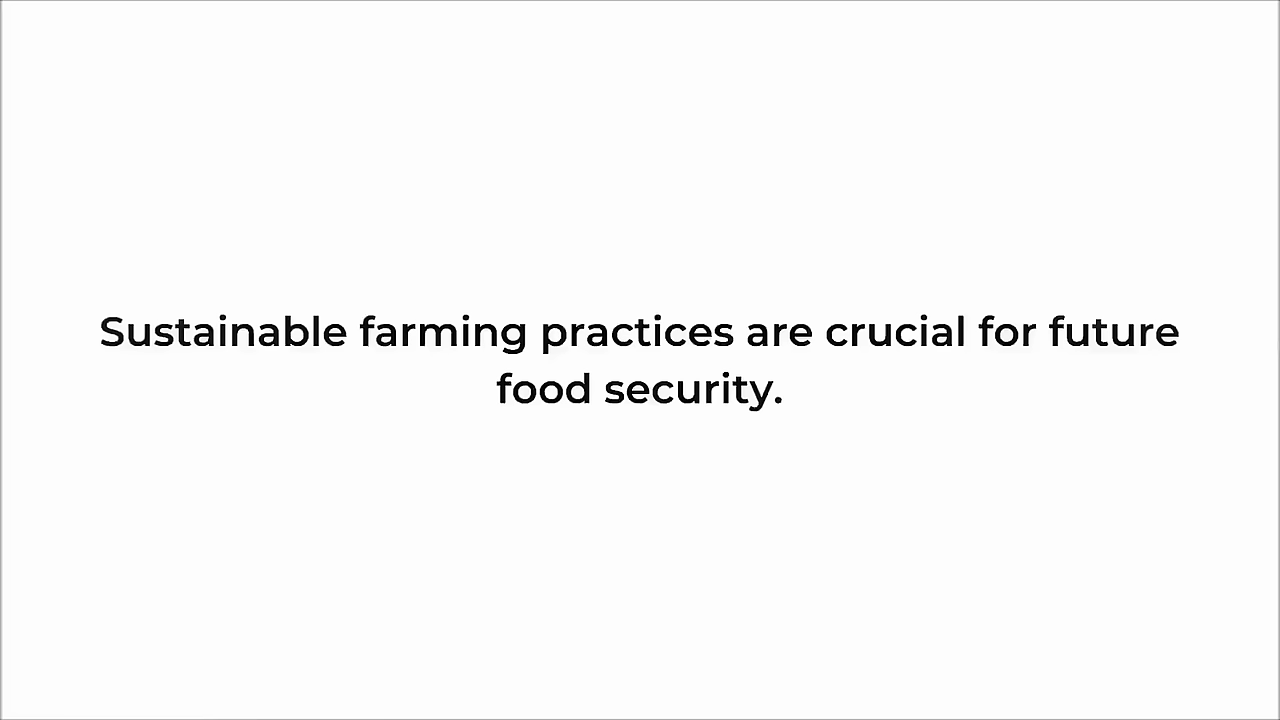 Sustainable farming practices are crucial for future
food security.